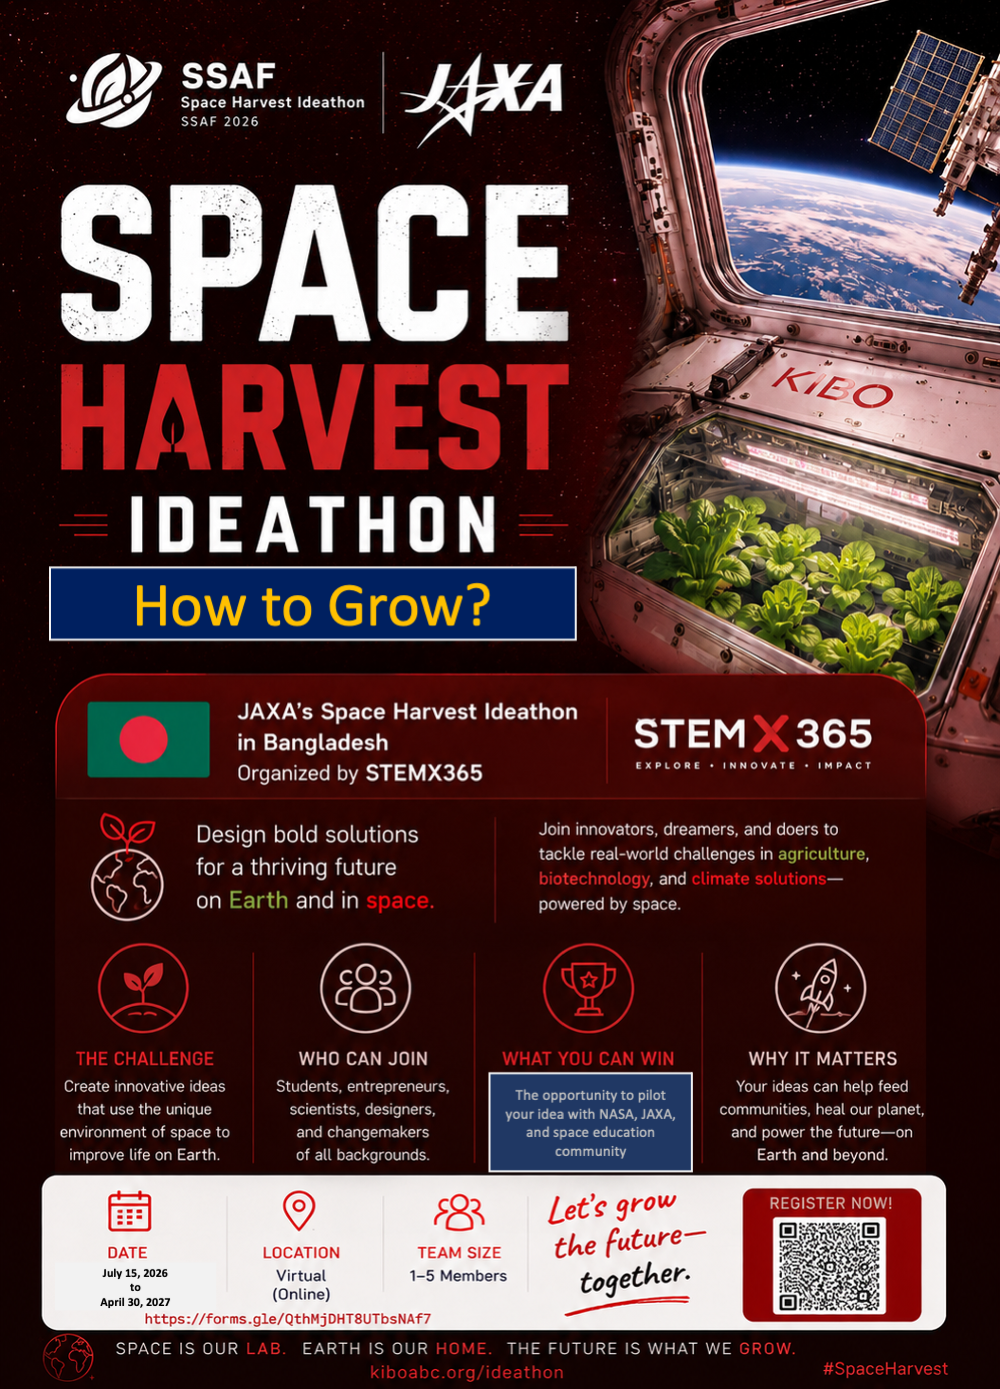 SSAF
Space Harvest Ideathon
SSAF 2026
JAXA
SPACE
HARVEST
IDEATHON
How to Grow?
KIBO
JAXA's Space Harvest Ideathon
in Bangladesh
Organized by STEMX365
STEMX365
EXPLORE • INNOVATE • IMPACT
Design bold solutions
for a thriving future
on Earth and in space.
Join innovators, dreamers, and doers to
tackle real-world challenges in agriculture,
biotechnology, and climate solutions—
powered by space.
THE CHALLENGE
Create innovative ideas
that use the unique
environment of space to
improve life on Earth.
WHO CAN JOIN
Students, entrepreneurs,
scientists, designers,
and changemakers
of all backgrounds.
WHAT YOU CAN WIN
The opportunity to pilot
your idea with NASA, JAXA,
and space education
community
WHY IT MATTERS
Your ideas can help feed
communities, heal our planet,
and power the future—on
Earth and beyond.
DATE
July 15, 2026
to
April 30, 2027
LOCATION
Virtual
(Online)
TEAM SIZE
1–5 Members
https://forms.gle/QthMjDHT8UTbsNAf7
Let's grow
the future—
together.
REGISTER NOW!
SPACE IS OUR LAB. EARTH IS OUR HOME. THE FUTURE IS WHAT WE GROW.
kiboabc.org/ideathon
#SpaceHarvest